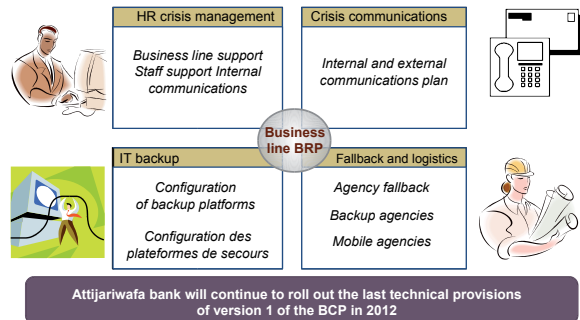 HR crisis management
Business line support
Staff support Internal
communications
Crisis communications
Internal and external
communications plan
Business
line BRP
IT backup
Configuration
of backup platforms
Configuration des
plateformes de secours
Fallback and logistics
Agency fallback
Backup agencies
Mobile agencies
Attijariwafa bank will continue to roll out the last technical provisions
of version 1 of the BCP in 2012